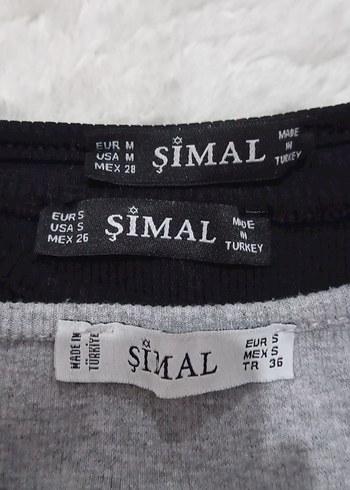 EUR M
USA M
MEX 28
ŞİMAL
MADE
IN
TURKEY
EUR S
USA S
MEX 26
ŞİMAL
MADE
IN
TURKEY
MADE IN
TÜRKİYE
ŞİMAL
EUR S
MEX S
TR 36